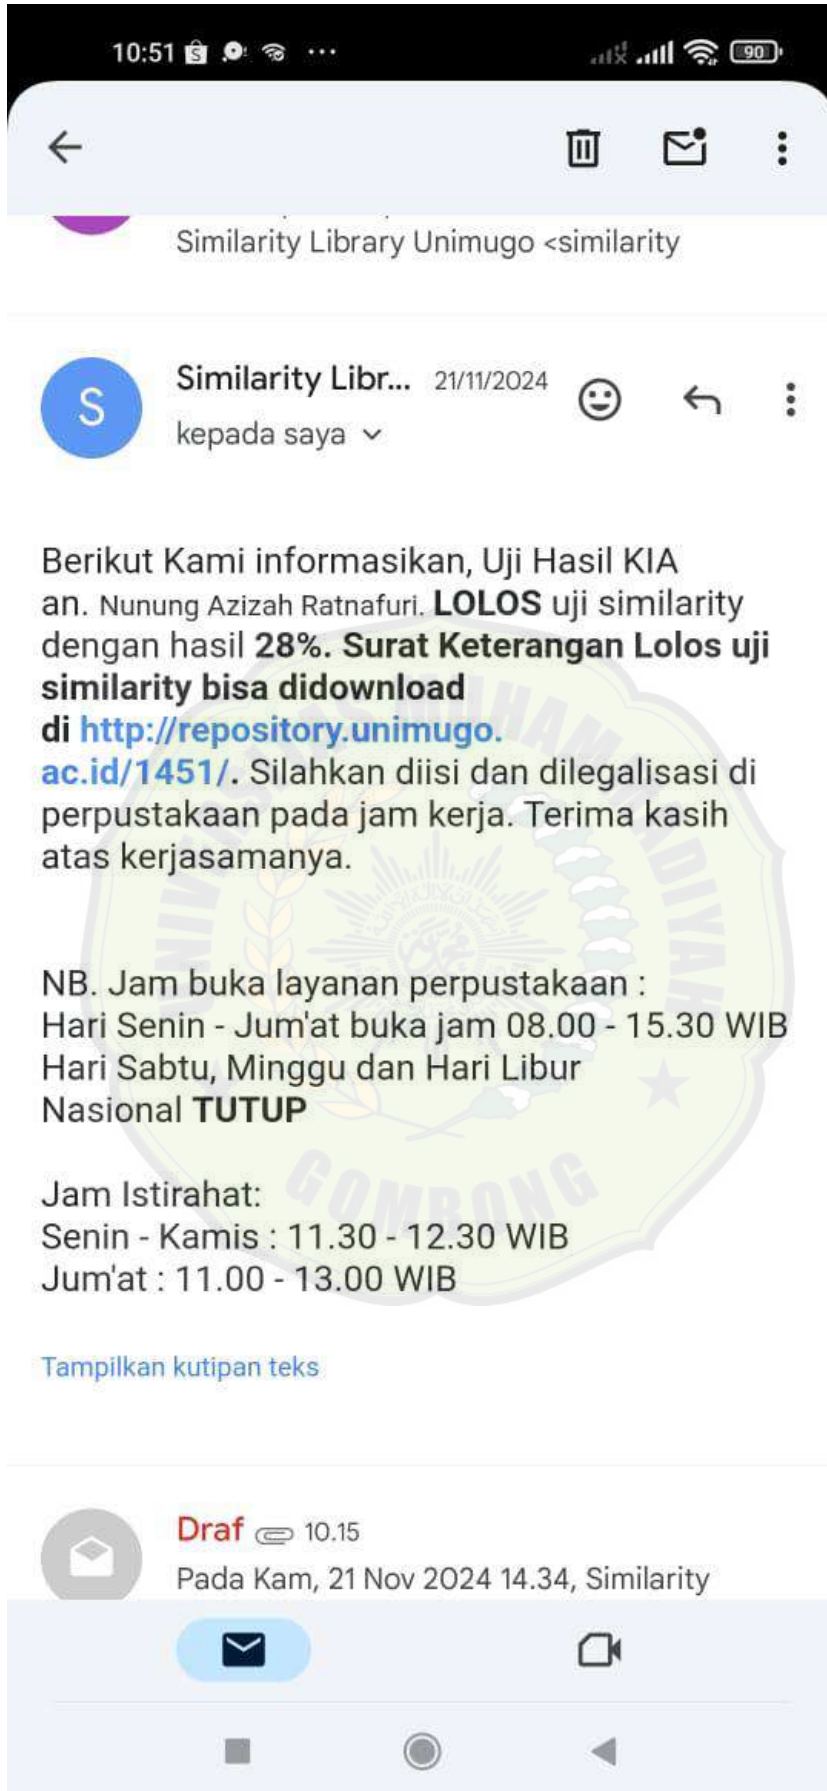 10:51
90
Similarity Library Unimugo <similarity
S
Similarity Libr... 21/11/2024
kepada saya
Berikut Kami informasikan, Uji Hasil KIA
an. Nunung Azizah Ratnafuri. LOLOS uji similarity
dengan hasil 28%. Surat Keterangan Lolos uji
similarity bisa didownload
di http://repository.unimugo.
ac.id/1451/. Silahkan diisi dan dilegalisasi di
perpustakaan pada jam kerja. Terima kasih
atas kerjasamanya.
UNIVERSITAS MUHAMMADIYAH
GOMBONG
NB. Jam buka layanan perpustakaan :
Hari Senin - Jum'at buka jam 08.00 - 15.30 WIB
Hari Sabtu, Minggu dan Hari Libur
Nasional TUTUP
Jam Istirahat:
Senin - Kamis : 11.30 - 12.30 WIB
Jum'at : 11.00 - 13.00 WIB
Tampilkan kutipan teks
Draf 10.15
Pada Kam, 21 Nov 2024 14.34, Similarity